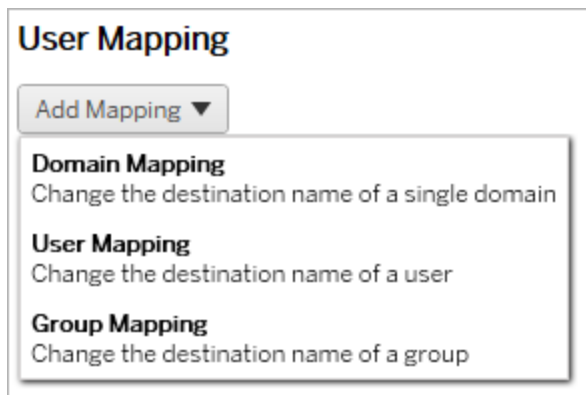 User Mapping
Add Mapping ▼
Domain Mapping
Change the destination name of a single domain
User Mapping
Change the destination name of a user
Group Mapping
Change the destination name of a group